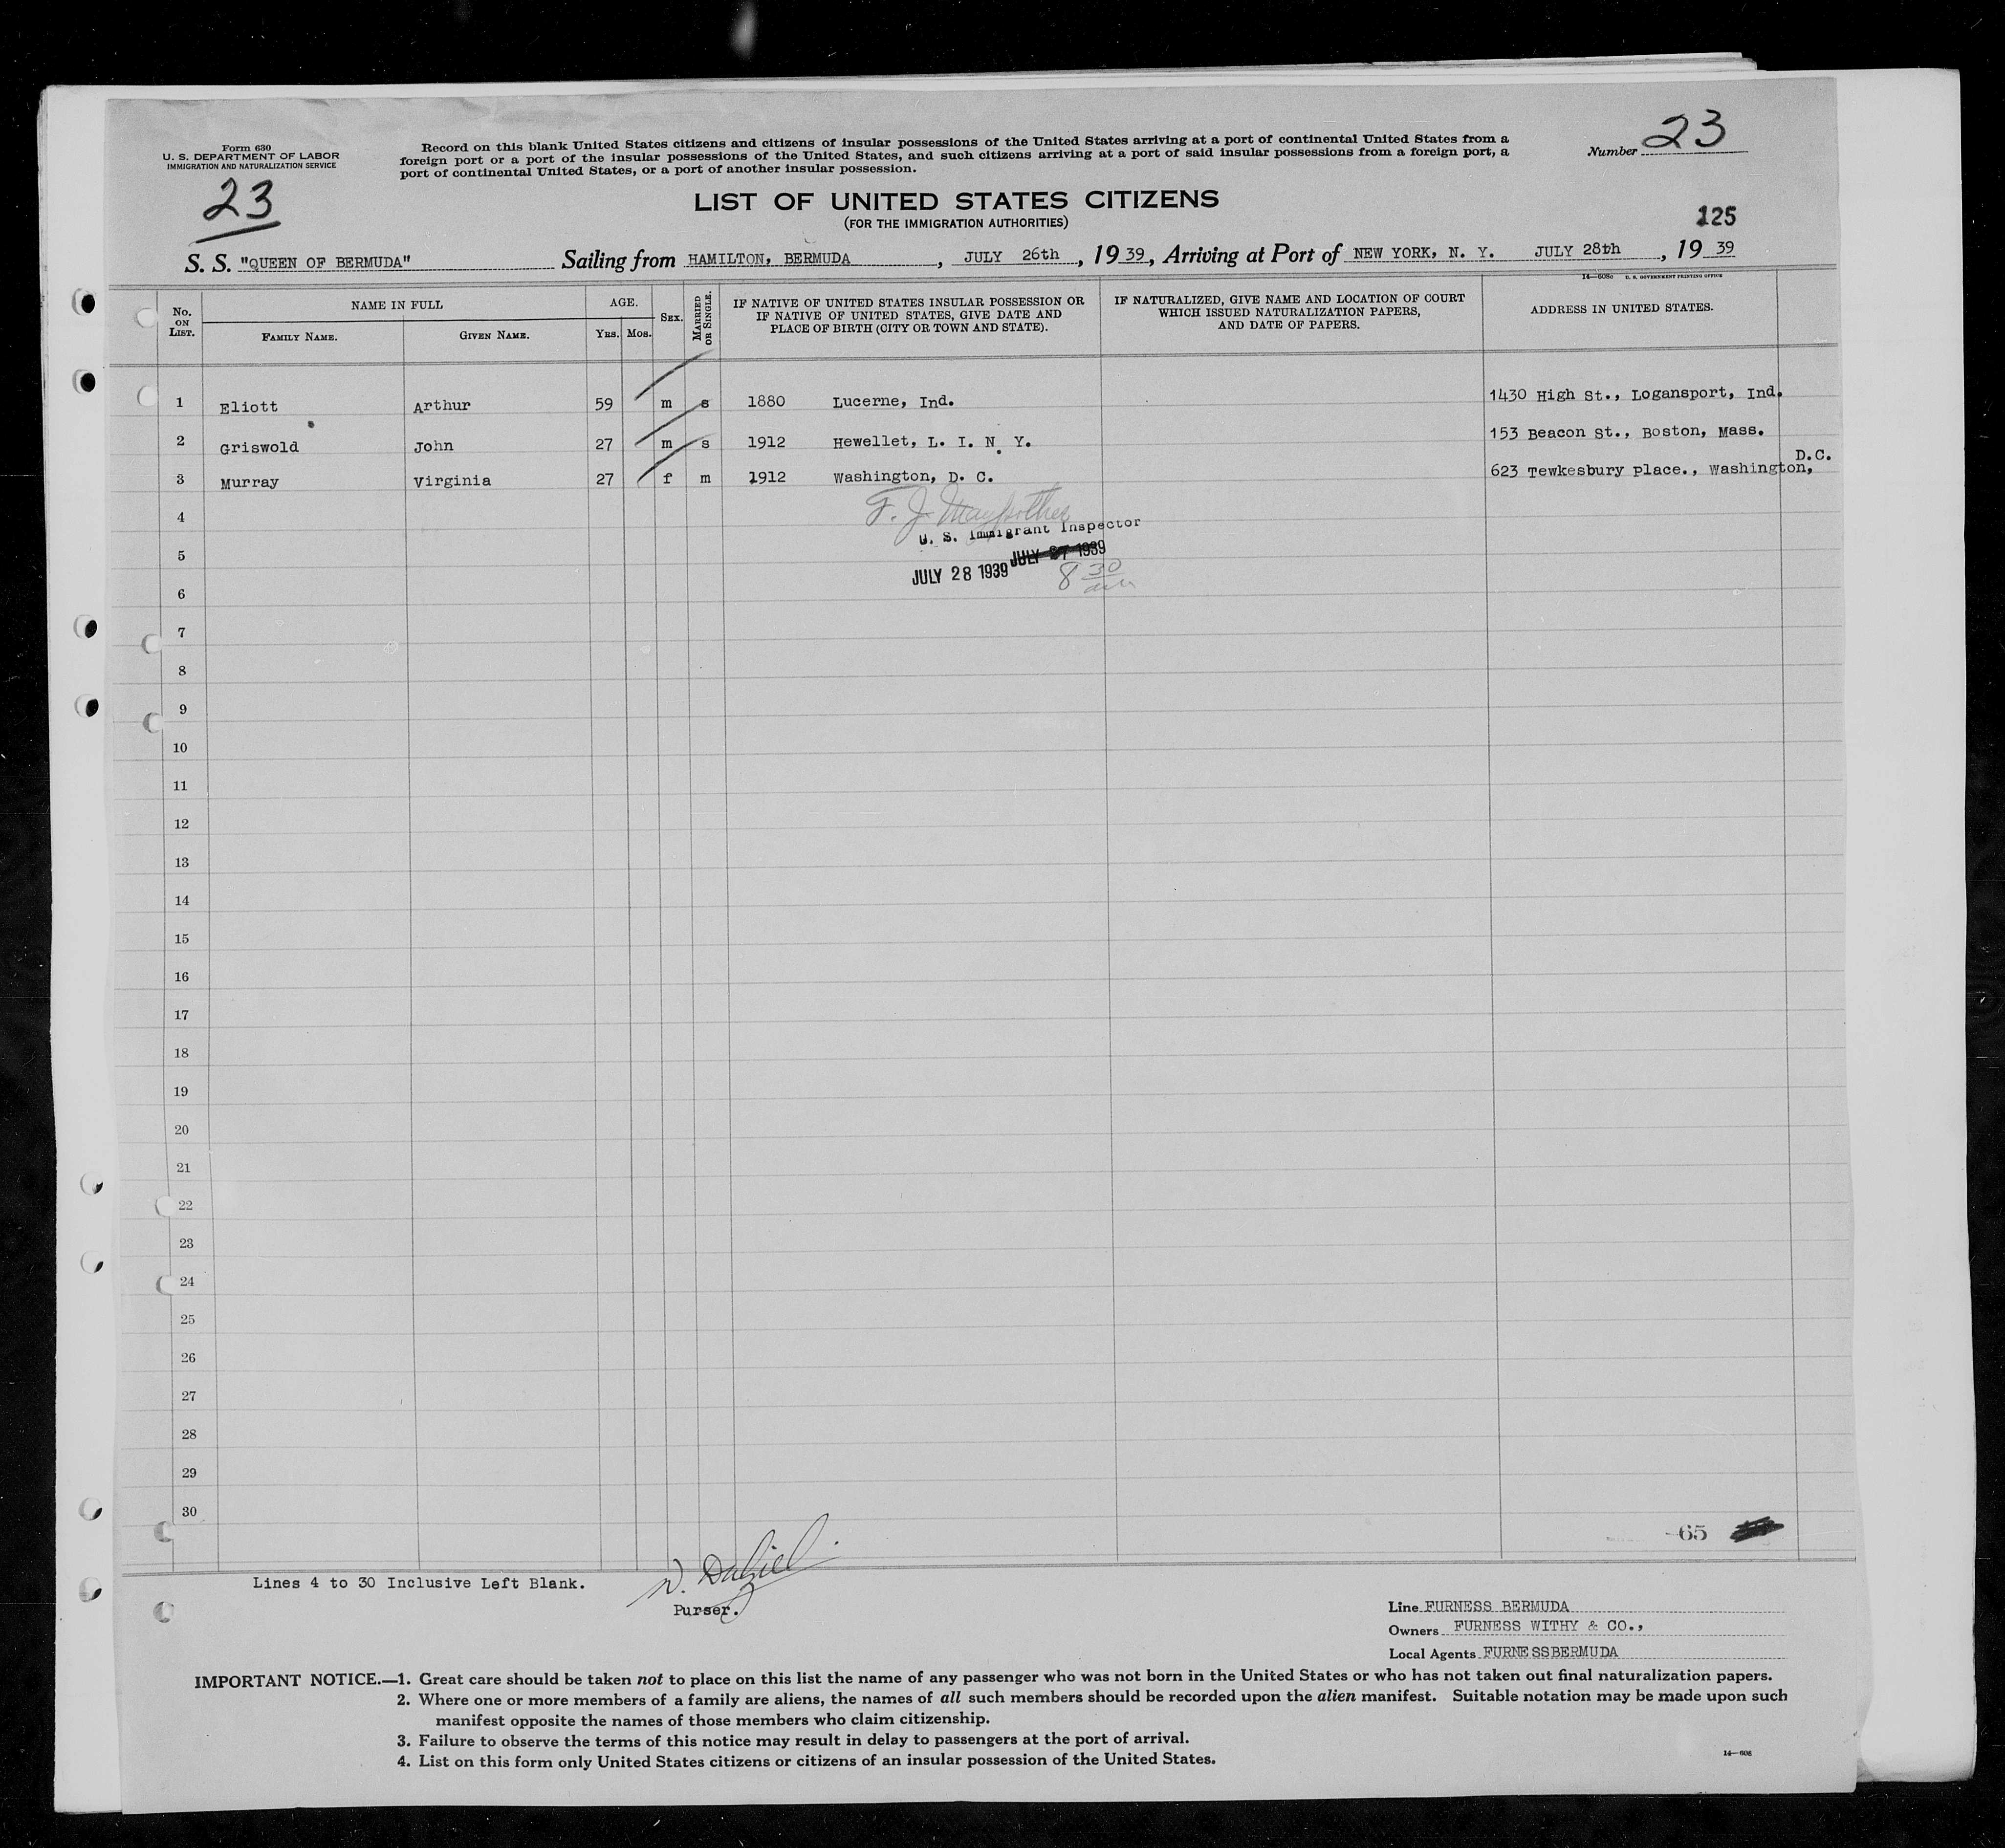 Form 630
U. S. DEPARTMENT OF LABOR
IMMIGRATION AND NATURALIZATION SERVICE
23
Record on this blank United States citizens and citizens of insular possessions of the United States arriving at a port of continental United States from a
foreign port or a port of the insular possessions of the United States, and such citizens arriving at a port of said insular possessions from a foreign port, a
port of continental United States, or a port of another insular possession.
Number 23
LIST OF UNITED STATES CITIZENS
(FOR THE IMMIGRATION AUTHORITIES)
125
S. S. "QUEEN OF BERMUDA" Sailing from HAMILTON, BERMUDA, JULY 26th, 1939, Arriving at Port of NEW YORK, N. Y. JULY 28th, 1939
14—608c U. S. GOVERNMENT PRINTING OFFICE
No. ON LIST. NAME IN FULL FAMILY NAME. GIVEN NAME. AGE. YRS. MOS. SEX. MARRIED OR SINGLE. IF NATIVE OF UNITED STATES INSULAR POSSESSION OR IF NATIVE OF UNITED STATES, GIVE DATE AND PLACE OF BIRTH (CITY OR TOWN AND STATE). IF NATURALIZED, GIVE NAME AND LOCATION OF COURT WHICH ISSUED NATURALIZATION PAPERS, AND DATE OF PAPERS. ADDRESS IN UNITED STATES.
1 Eliott Arthur 59 m s 1880 Lucerne, Ind. 1430 High St., Logansport, Ind.
2 Griswold John 27 m s 1912 Hewellet, L. I. N. Y. 153 Beacon St., Boston, Mass.
3 Murray Virginia 27 f m 1912 Washington, D. C. 623 Tewkesbury Place., Washington, D.C.
4
F. J.
U. S. Immigrant Inspector
5
JULY 27 1939
JULY 28 1939
8 30 am
6
7
8
9
10
11
12
13
14
15
16
17
18
19
20
21
22
23
24
25
26
27
28
29
30
65
Lines 4 to 30 Inclusive Left Blank.
W. Dalziel
Purser.
Line FURNESS BERMUDA
Owners FURNESS WITHY & CO.,
Local Agents FURNESSBERMUDA
IMPORTANT NOTICE.—1. Great care should be taken not to place on this list the name of any passenger who was not born in the United States or who has not taken out final naturalization papers.
2. Where one or more members of a family are aliens, the names of all such members should be recorded upon the alien manifest. Suitable notation may be made upon such
manifest opposite the names of those members who claim citizenship.
3. Failure to observe the terms of this notice may result in delay to passengers at the port of arrival.
4. List on this form only United States citizens or citizens of an insular possession of the United States.
14—608